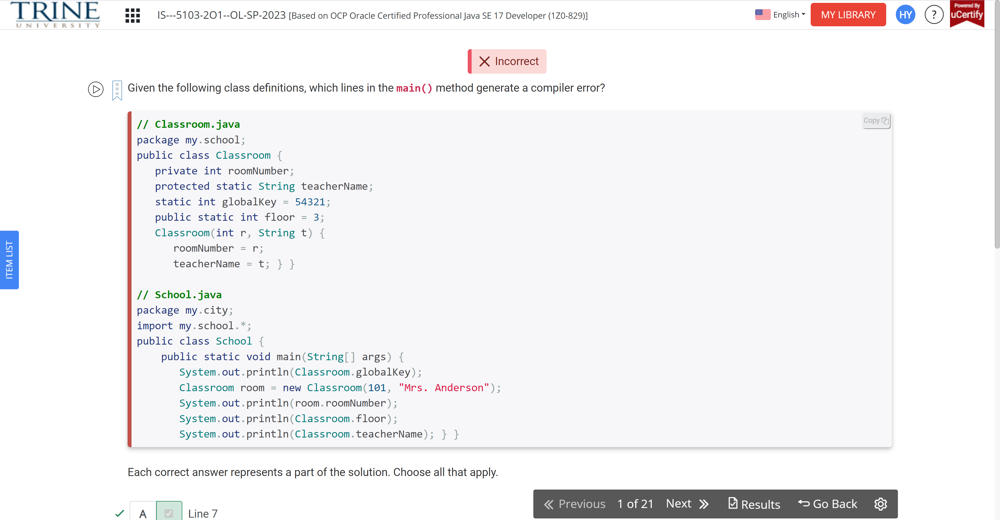 TRINE
UNIVERSITY
IS---5103-2O1--OL-SP-2023 [Based on OCP Oracle Certified Professional Java SE 17 Developer (1Z0-829)]
English
MY LIBRARY
HY
?
Powered By
uCertify
Incorrect
Given the following class definitions, which lines in the main() method generate a compiler error?
Copy
// Classroom.java
package my.school;
public class Classroom {
private int roomNumber;
protected static String teacherName;
static int globalKey = 54321;
public static int floor = 3;
Classroom(int r, String t) {
roomNumber = r;
teacherName = t; } }
// School.java
package my.city;
import my.school.*;
public class School {
public static void main(String[] args) {
System.out.println(Classroom.globalKey);
Classroom room = new Classroom(101, "Mrs. Anderson");
System.out.println(room.roomNumber);
System.out.println(Classroom.floor);
System.out.println(Classroom.teacherName); } }
ITEM LIST
Each correct answer represents a part of the solution. Choose all that apply.
A Line 7
Previous 1 of 21 Next Results Go Back